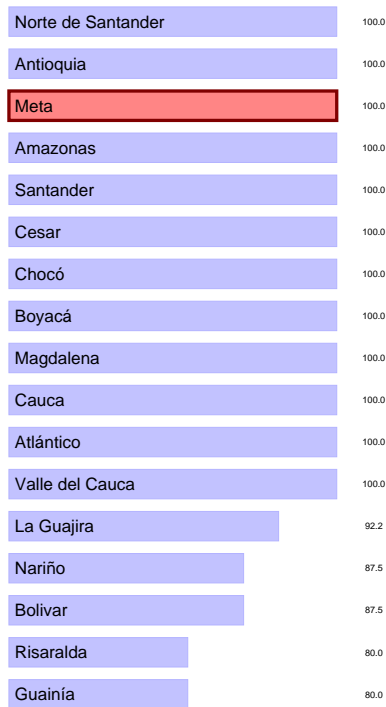 Norte de Santander 100.0
Antioquia 100.0
Meta 100.0
Amazonas 100.0
Santander 100.0
Cesar 100.0
Chocó 100.0
Boyacá 100.0
Magdalena 100.0
Cauca 100.0
Atlántico 100.0
Valle del Cauca 100.0
La Guajira 92.2
Nariño 87.5
Bolivar 87.5
Risaralda 80.0
Guainía 80.0